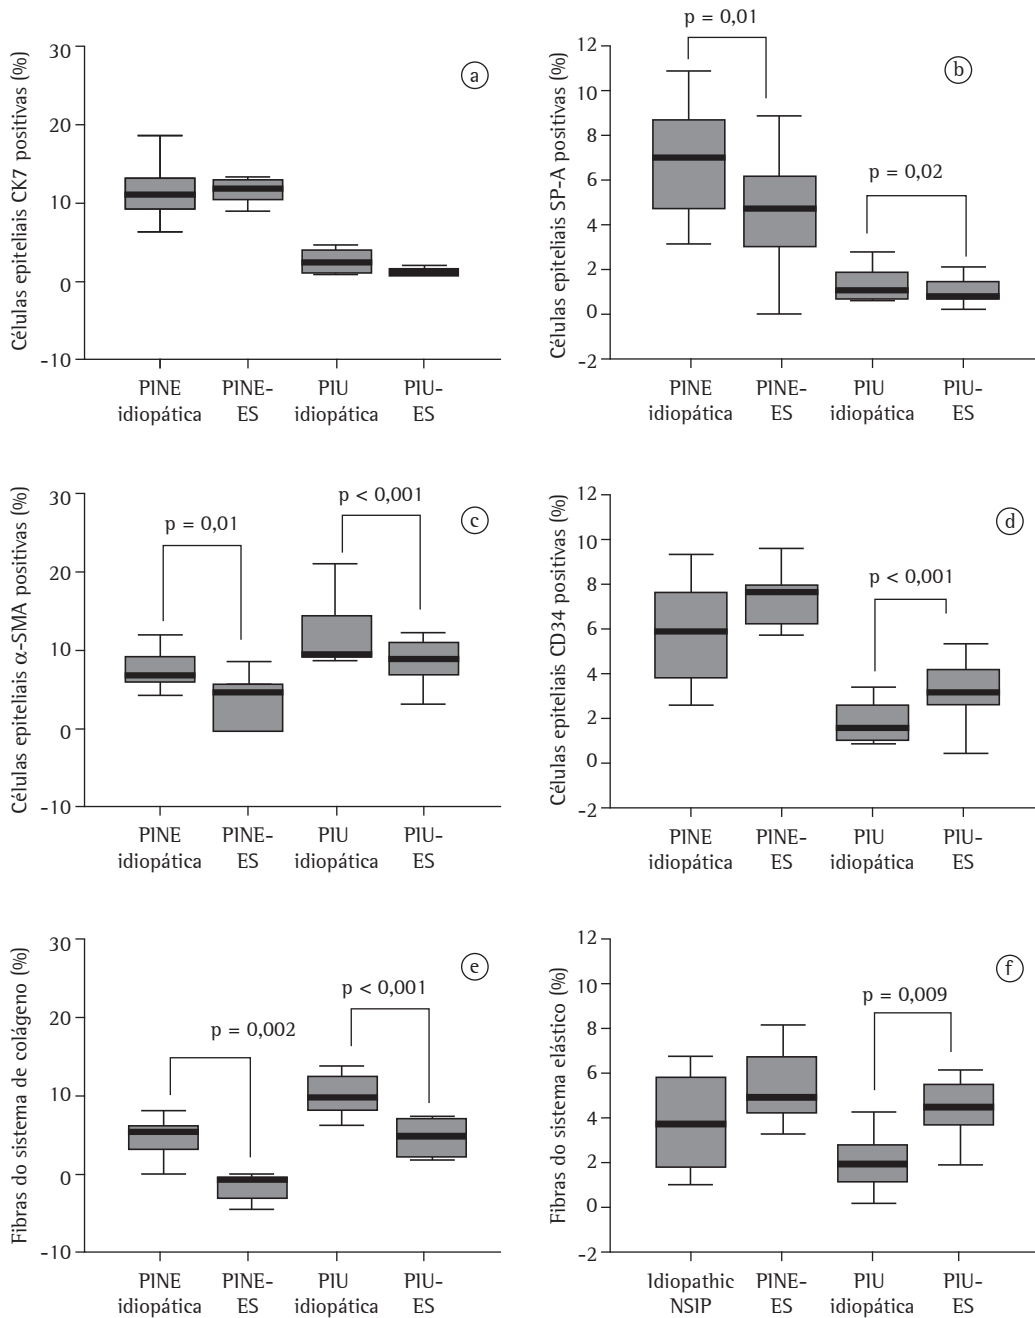 Células epiteliais CK7 positivas (%)
30
20
10
0
-10
a
PINE idiopática
PINE-ES
PIU idiopática
PIU-ES
Células epiteliais SP-A positivas (%)
12
10
8
6
4
2
0
-2
p = 0,01
p = 0,02
b
PINE idiopática
PINE-ES
PIU idiopática
PIU-ES
Células epiteliais α-SMA positivas (%)
30
20
10
0
-10
p = 0,01
p < 0,001
c
PINE idiopática
PINE-ES
PIU idiopática
PIU-ES
Células epiteliais CD34 positivas (%)
12
10
8
6
4
2
0
-2
p < 0,001
d
PINE idiopática
PINE-ES
PIU idiopática
PIU-ES
Fibras do sistema de colágeno (%)
30
20
10
0
-10
p = 0,002
p < 0,001
e
PINE idiopática
PINE-ES
PIU idiopática
PIU-ES
Fibras do sistema elástico (%)
12
10
8
6
4
2
0
-2
p = 0,009
f
Idiopathic NSIP
PINE-ES
PIU idiopática
PIU-ES